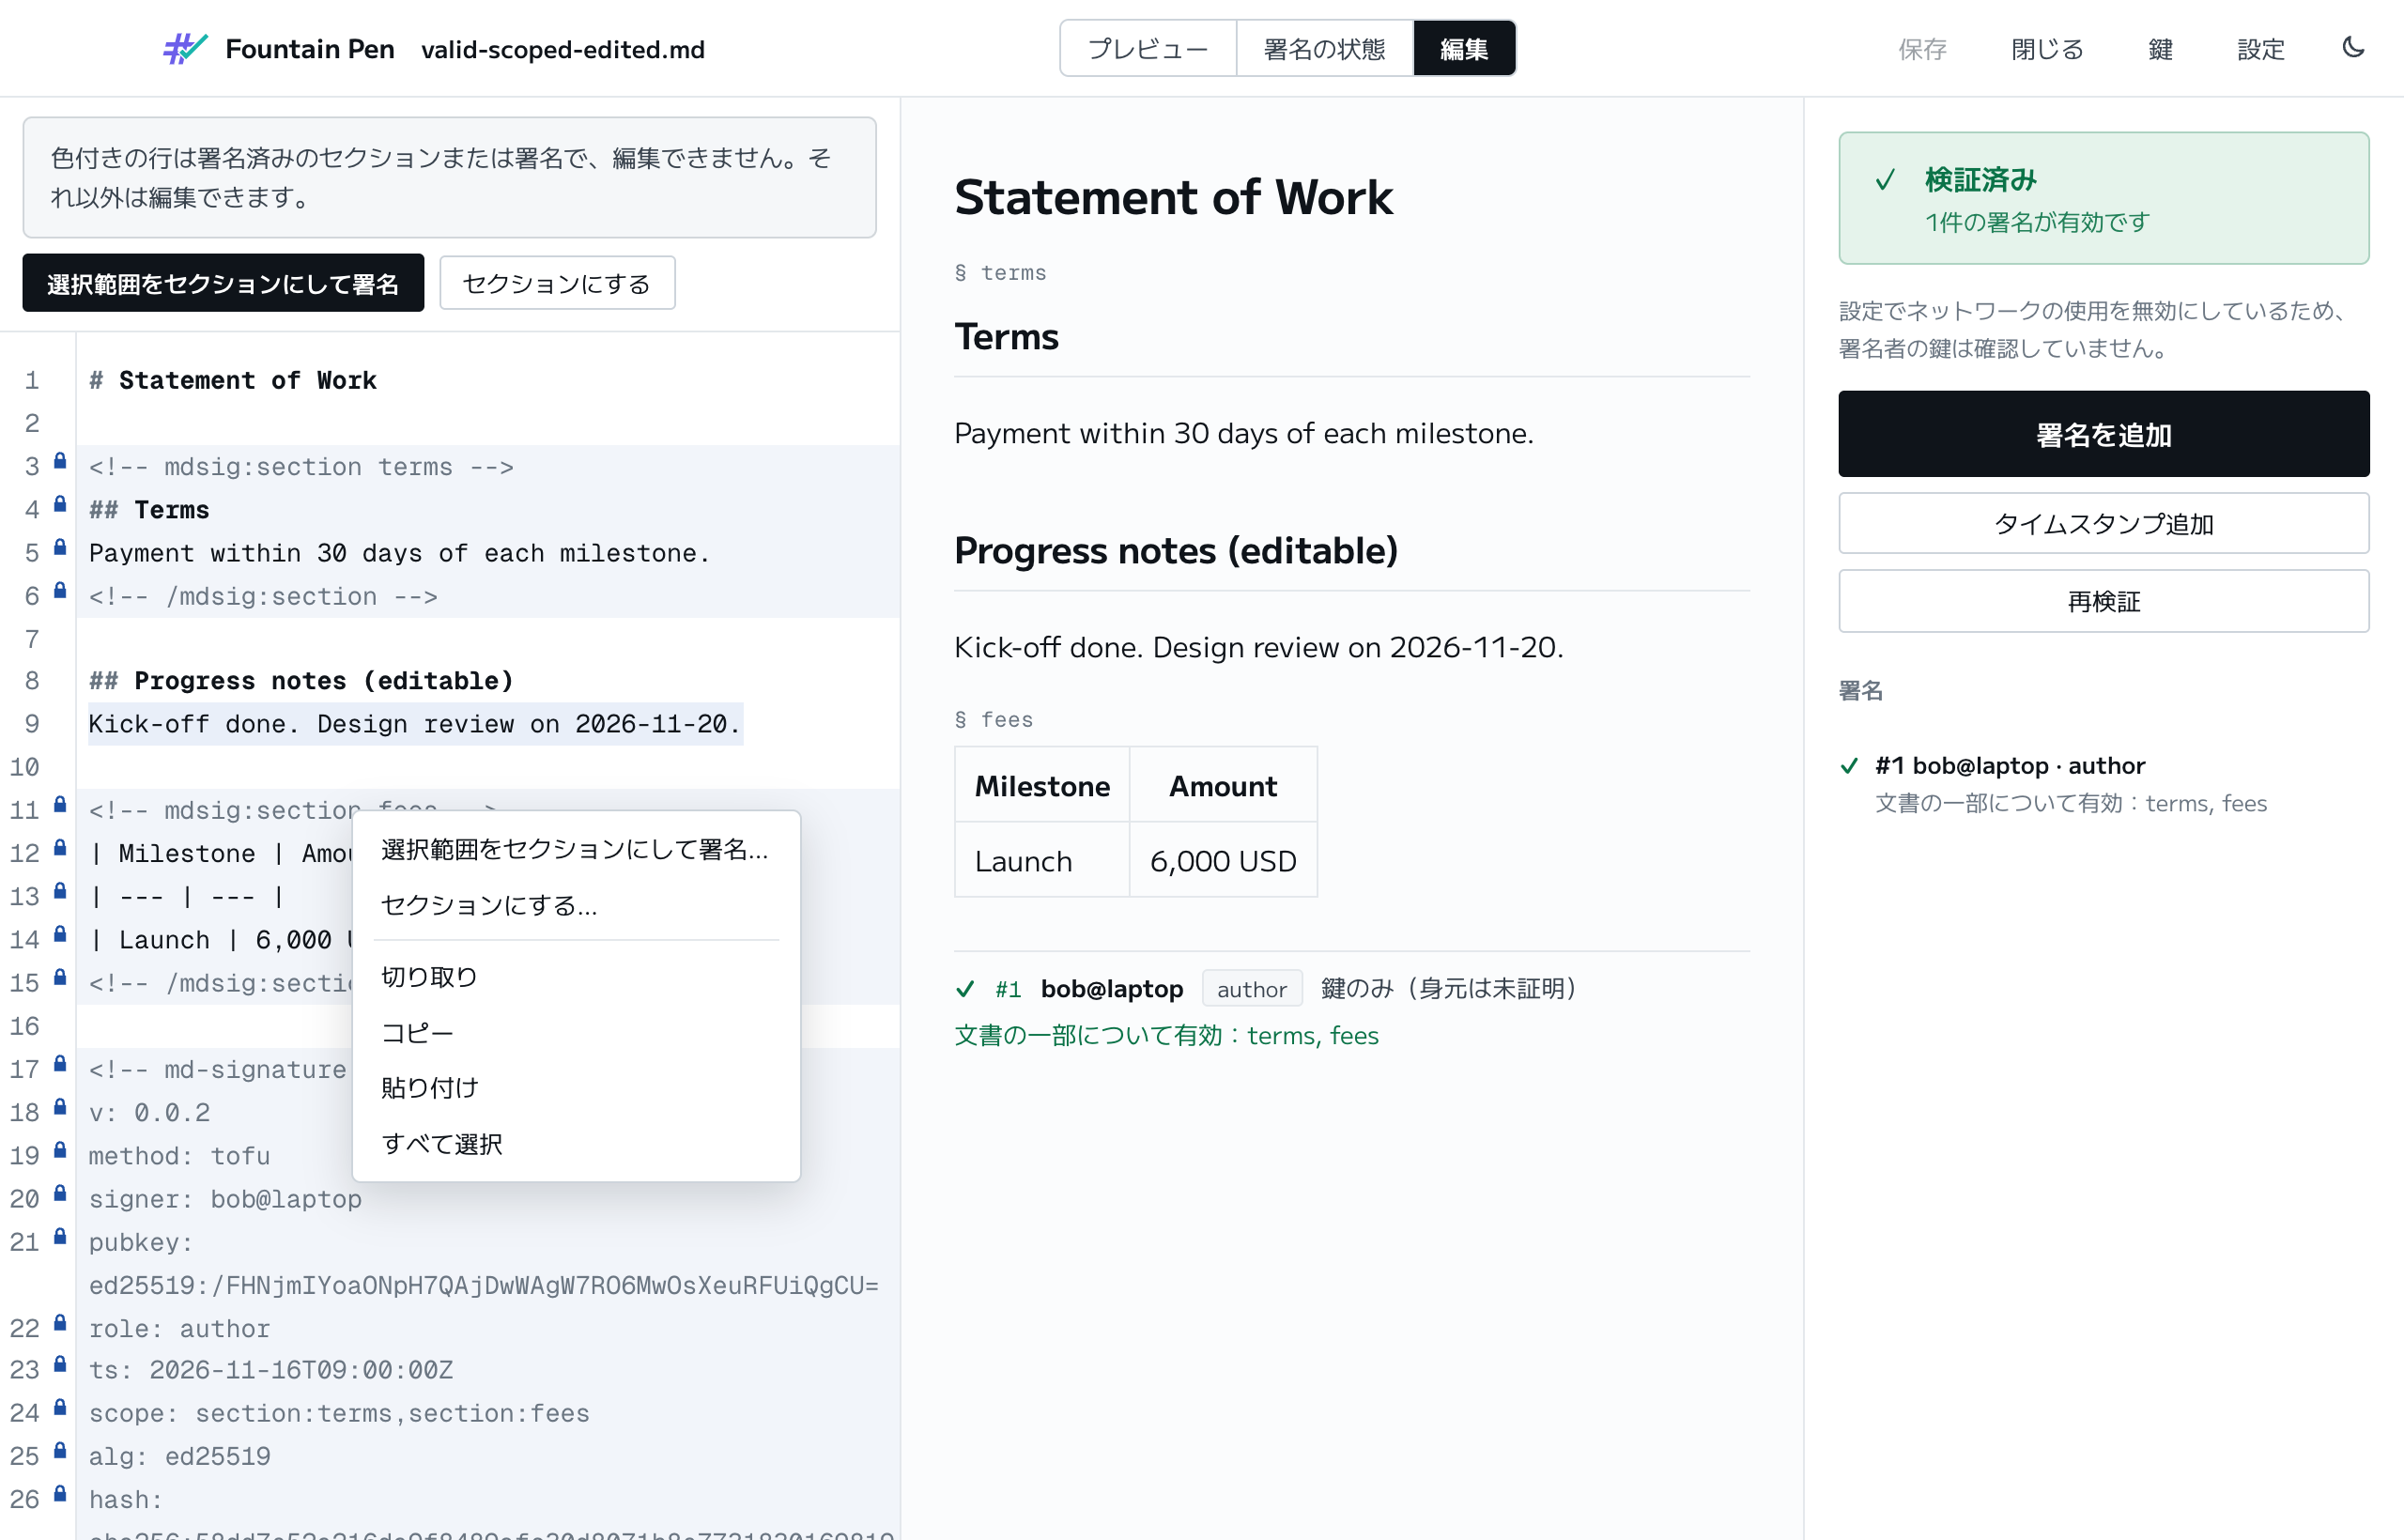 Fountain Pen valid-scoped-edited.md
プレビュー 署名の状態 編集
保存 閉じる 鍵 設定
色付きの行は署名済みのセクションまたは署名で、編集できません。そ
れ以外は編集できます。
選択範囲をセクションにして署名 セクションにする
1 # Statement of Work
2
3 <!-- mdsig:section terms -->
4 ## Terms
5 Payment within 30 days of each milestone.
6 <!-- /mdsig:section -->
7
8 ## Progress notes (editable)
9 Kick-off done. Design review on 2026-11-20.
10
11 <!-- mdsig:section
12 | Milestone |
13 | --- | --- |
14 | Launch | 6,000
15 <!--
16
17 <!-- md-signature
18 v: 0.0.2
19 method: tofu
20 signer: bob@laptop
21 pubkey:
ed25519:/FHNjmIYoaONpH7QAjDwWAgW7RO6MwOsXeuRFUiQgCU=
22 role: author
23 ts: 2026-11-16T09:00:00Z
24 scope: section:terms,section:fees
25 alg: ed25519
26 hash:
選択範囲をセクションにして署名...
セクションにする...
切り取り
コピー
貼り付け
すべて選択
Statement of Work
§ terms
Terms
Payment within 30 days of each milestone.
Progress notes (editable)
Kick-off done. Design review on 2026-11-20.
§ fees
Milestone Amount
Launch 6,000 USD
#1 bob@laptop author 鍵のみ（身元は未証明）
文書の一部について有効：terms, fees
検証済み
1件の署名が有効です
設定でネットワークの使用を無効にしているため、
署名者の鍵は確認していません。
署名を追加
タイムスタンプ追加
再検証
署名
#1 bob@laptop · author
文書の一部について有効：terms, fees